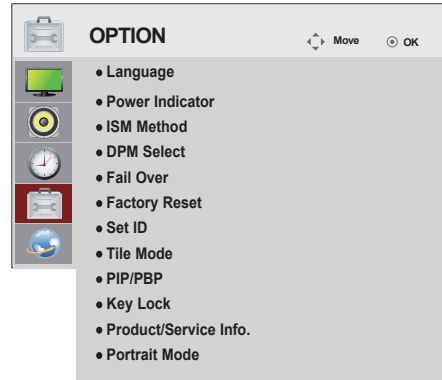 OPTION Move OK
● Language
● Power Indicator
● ISM Method
● DPM Select
● Fail Over
● Factory Reset
● Set ID
● Tile Mode
● PIP/PBP
● Key Lock
● Product/Service Info.
● Portrait Mode